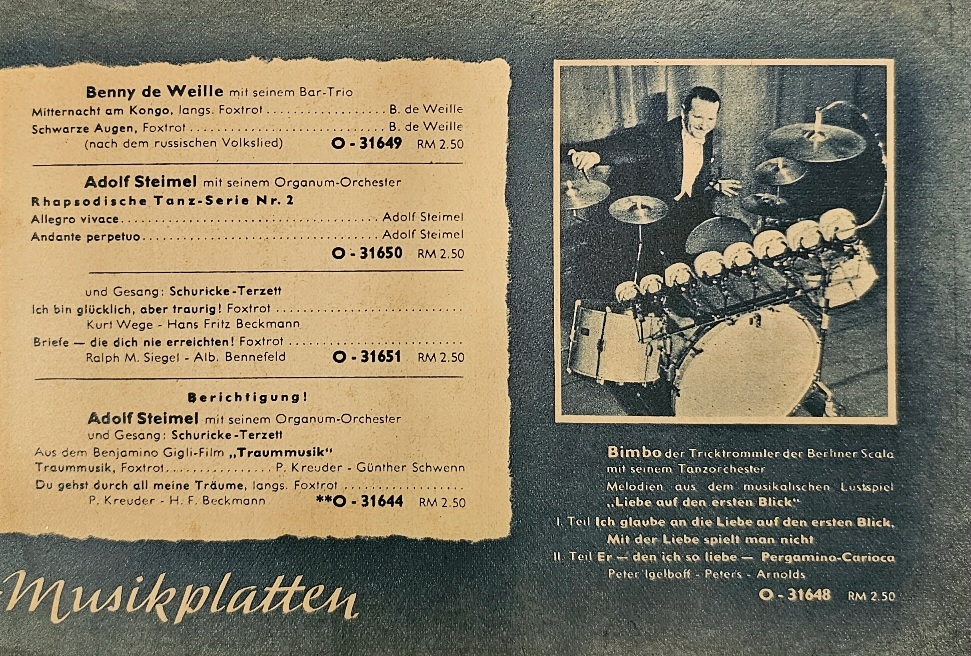 Benny de Weille mit seinem Bar-Trio
Mitternacht am Kongo, langs. Foxtrot . . . . . . . . . . . . . . . . . B. de Weille
Schwarze Augen, Foxtrot . . . . . . . . . . . . . . . . . . . . . . . . . . . B. de Weille
(nach dem russischen Volkslied) O - 31649 RM 2.50
Adolf Steimel mit seinem Organum-Orchester
Rhapsodische Tanz-Serie Nr. 2
Allegro vivace . . . . . . . . . . . . . . . . . . . . . . . . . . . . . . . . . . Adolf Steimel
Andante perpetuo . . . . . . . . . . . . . . . . . . . . . . . . . . . . . . . Adolf Steimel
O - 31650 RM 2.50
und Gesang: Schuricke-Terzett
Ich bin glücklich, aber traurig! Foxtrot . . . . . . . . . . . . . . . . . . . . . . . . .
Kurt Wege - Hans Fritz Beckmann
Briefe — die dich nie erreichten! Foxtrot . . . . . . . . . . . . . . . . . . . . . . .
Ralph M. Siegel - Alb. Bennefeld O - 31651 RM 2.50
Berichtigung!
Adolf Steimel mit seinem Organum-Orchester
und Gesang: Schuricke-Terzett
Aus dem Benjamino Gigli-Film „Traummusik“
Traummusik, Foxtrot . . . . . . . . . . . . . . . P. Kreuder - Günther Schwenn
Du gehst durch all meine Träume, langs. Foxtrot . . . . . . . . . . . . . . . .
P. Kreuder - H. F. Beckmann **O - 31644 RM 2.50
Musikplatten
Bimbo der Tricktrommler der Berliner Scala
mit seinem Tanzorchester
Melodien aus dem musikalischen Lustspiel
„Liebe auf den ersten Blick“
I. Teil Ich glaube an die Liebe auf den ersten Blick,
Mit der Liebe spielt man nicht
II. Teil Er — den ich so liebe — Pergamino-Carioca
Peter Igelhoff - Peters - Arnolds
O - 31648 RM 2.50